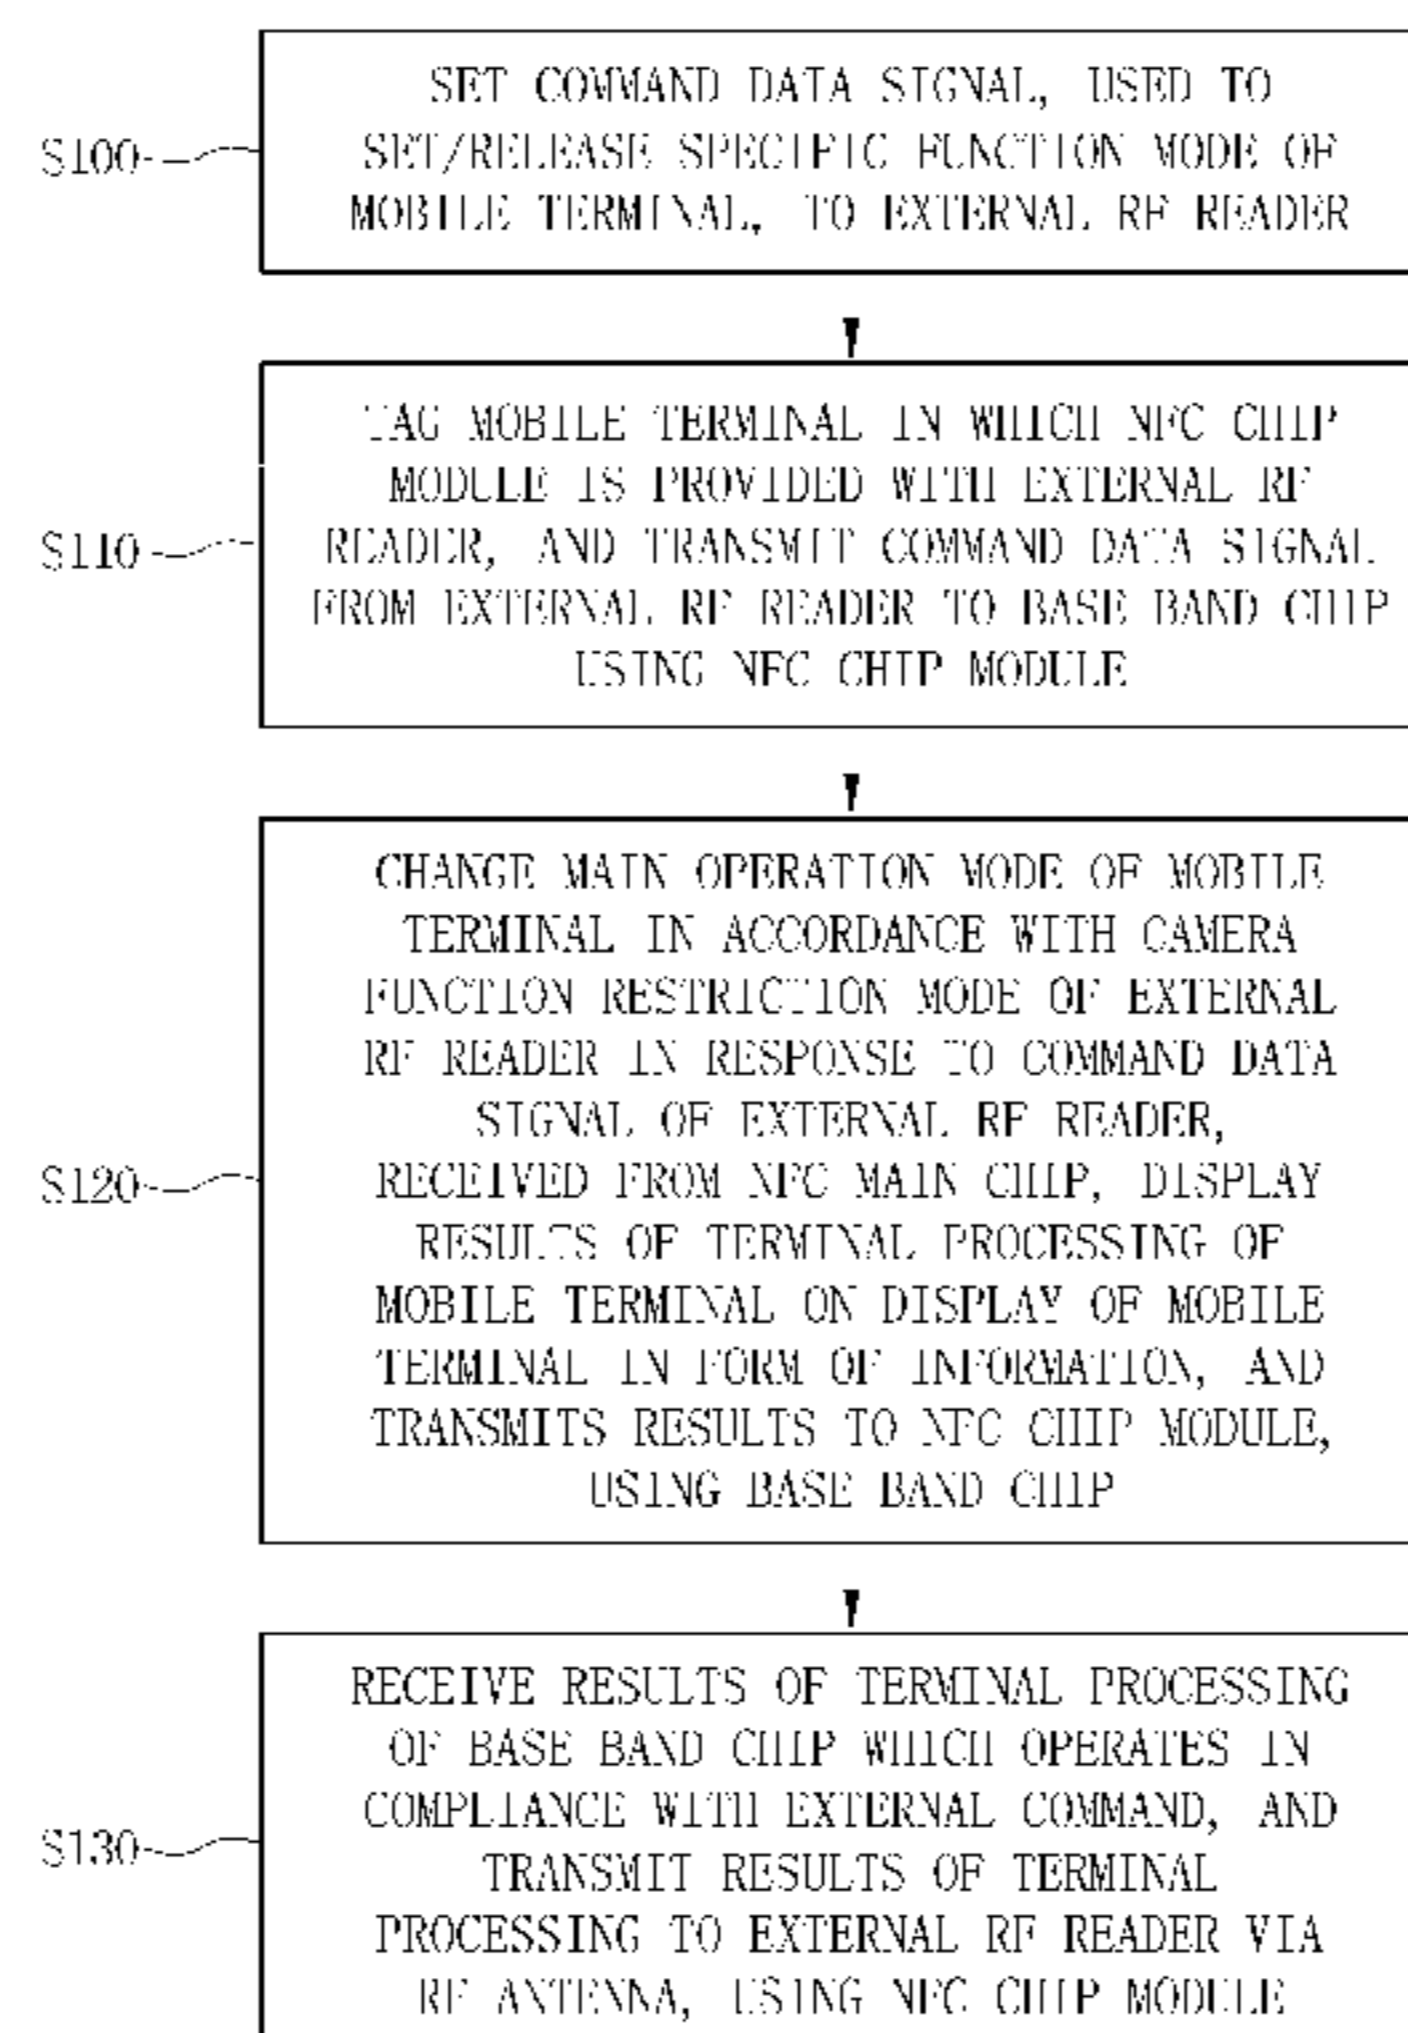 SET COMMAND DATA SIGNAL, USED TO
SET/RELEASE SPECIFIC FUNCTION MODE OF
MOBILE TERMINAL, TO EXTERNAL RF READER
S100
TAG MOBILE TERMINAL IN WHICH NFC CHIP
MODULE IS PROVIDED WITH EXTERNAL RF
READER, AND TRANSMIT COMMAND DATA SIGNAL
FROM EXTERNAL RF READER TO BASE BAND CHIP
USING NFC CHIP MODULE
S110
CHANGE MAIN OPERATION MODE OF MOBILE
TERMINAL IN ACCORDANCE WITH CAMERA
FUNCTION RESTRICTION MODE OF EXTERNAL
RF READER IN RESPONSE TO COMMAND DATA
SIGNAL OF EXTERNAL RF READER,
RECEIVED FROM NFC MAIN CHIP, DISPLAY
RESULTS OF TERMINAL PROCESSING OF
MOBILE TERMINAL ON DISPLAY OF MOBILE
TERMINAL IN FORM OF INFORMATION, AND
TRANSMITS RESULTS TO NFC CHIP MODULE,
USING BASE BAND CHIP
S120
RECEIVE RESULTS OF TERMINAL PROCESSING
OF BASE BAND CHIP WHICH OPERATES IN
COMPLIANCE WITH EXTERNAL COMMAND, AND
TRANSMIT RESULTS OF TERMINAL
PROCESSING TO EXTERNAL RF READER VIA
RF ANTENNA, USING NFC CHIP MODULE
S130